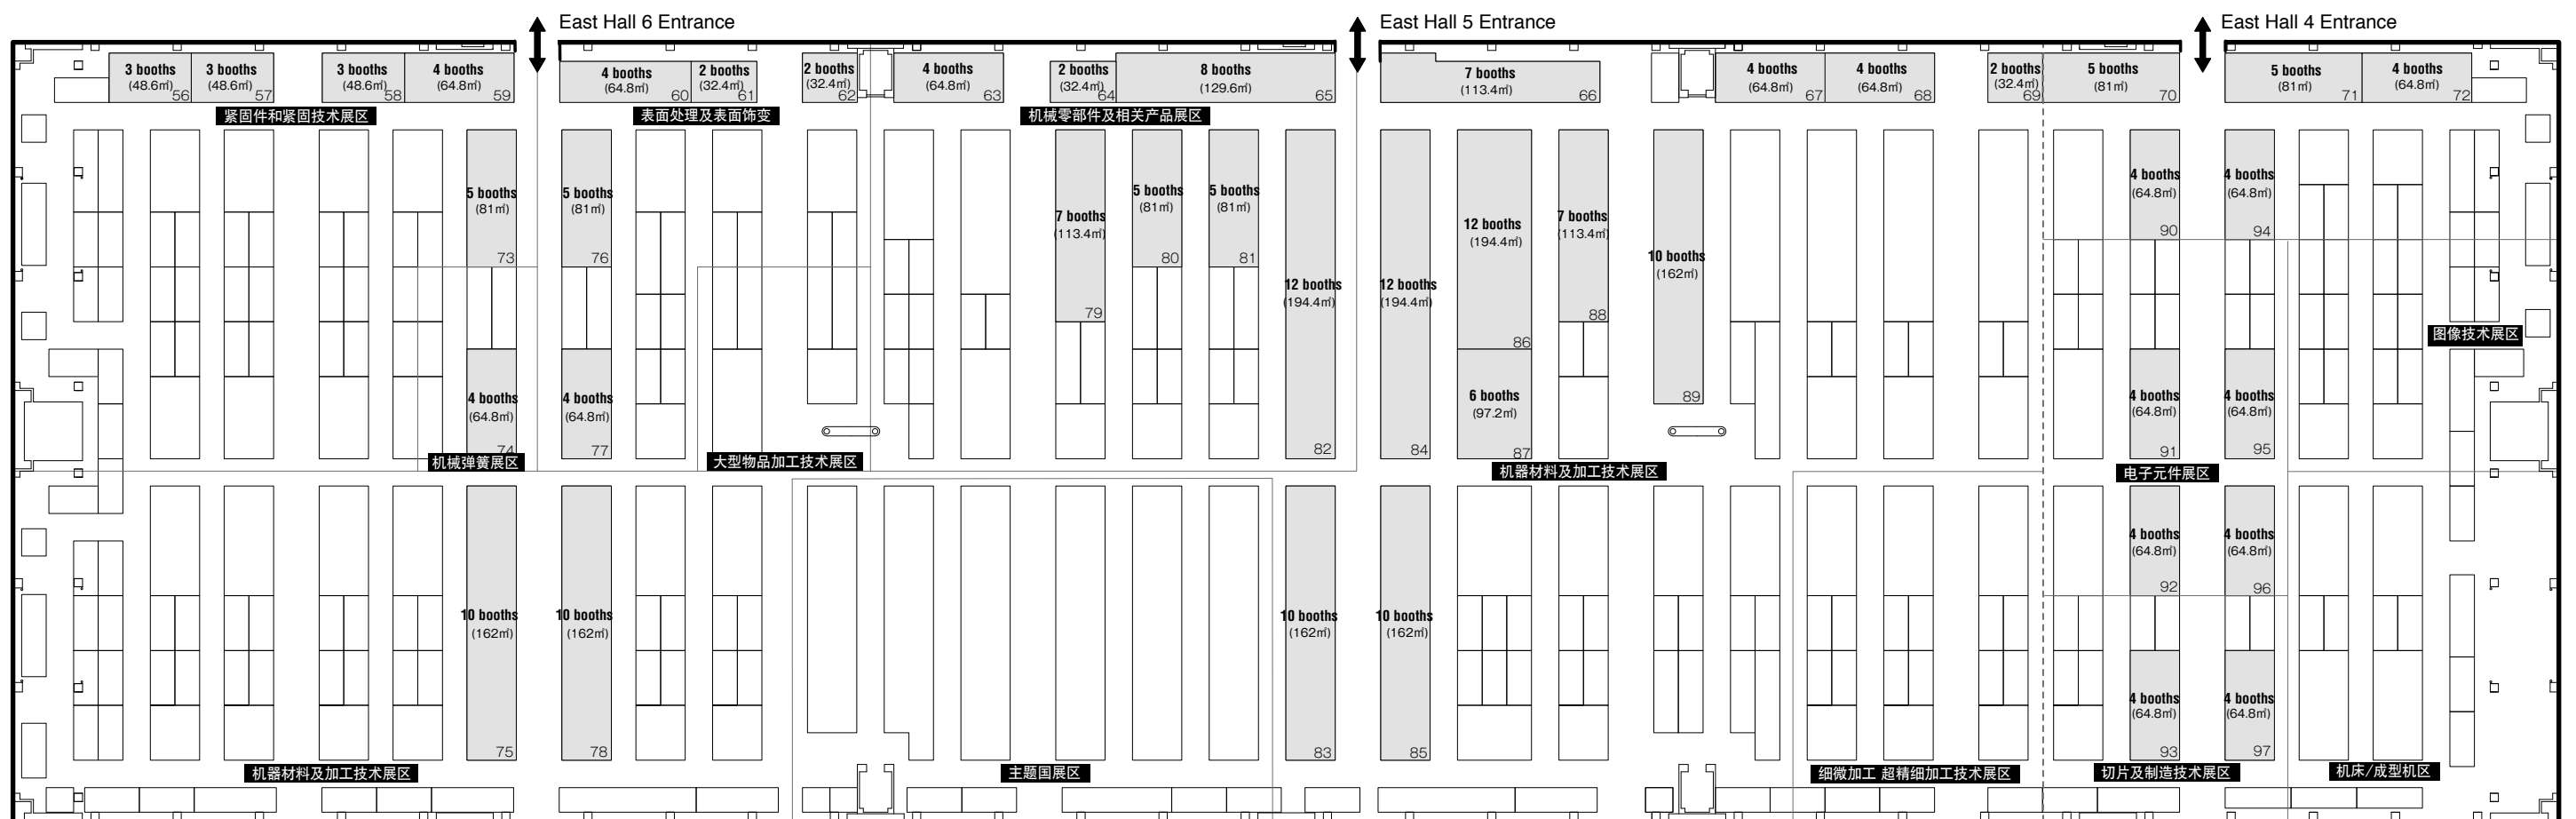 East Hall 6 Entrance
East Hall 5 Entrance
East Hall 4 Entrance
3 booths
(48.6㎡)
56
3 booths
(48.6㎡)
57
3 booths
(48.6㎡)
58
4 booths
(64.8㎡)
59
4 booths
(64.8㎡)
60
2 booths
(32.4㎡)
61
2 booths
(32.4㎡)
62
4 booths
(64.8㎡)
63
2 booths
(32.4㎡)
64
8 booths
(129.6㎡)
65
7 booths
(113.4㎡)
66
4 booths
(64.8㎡)
67
4 booths
(64.8㎡)
68
2 booths
(32.4㎡)
69
5 booths
(81㎡)
70
5 booths
(81㎡)
71
4 booths
(64.8㎡)
72
紧固件和紧固技术展区
表面处理及表面饰变
机械零部件及相关产品展区
5 booths
(81㎡)
73
4 booths
(64.8㎡)
74
10 booths
(162㎡)
75
5 booths
(81㎡)
76
4 booths
(64.8㎡)
77
10 booths
(162㎡)
78
7 booths
(113.4㎡)
79
5 booths
(81㎡)
80
5 booths
(81㎡)
81
12 booths
(194.4㎡)
82
10 booths
(162㎡)
83
12 booths
(194.4㎡)
84
10 booths
(162㎡)
85
12 booths
(194.4㎡)
86
6 booths
(97.2㎡)
87
7 booths
(113.4㎡)
88
10 booths
(162㎡)
89
4 booths
(64.8㎡)
90
4 booths
(64.8㎡)
91
4 booths
(64.8㎡)
92
4 booths
(64.8㎡)
93
4 booths
(64.8㎡)
94
4 booths
(64.8㎡)
95
4 booths
(64.8㎡)
96
4 booths
(64.8㎡)
97
图像技术展区
机械弹簧展区
大型物品加工技术展区
机器材料及加工技术展区
电子元件展区
机器材料及加工技术展区
主题国展区
细微加工 超精细加工技术展区
切片及制造技术展区
机床/成型机区